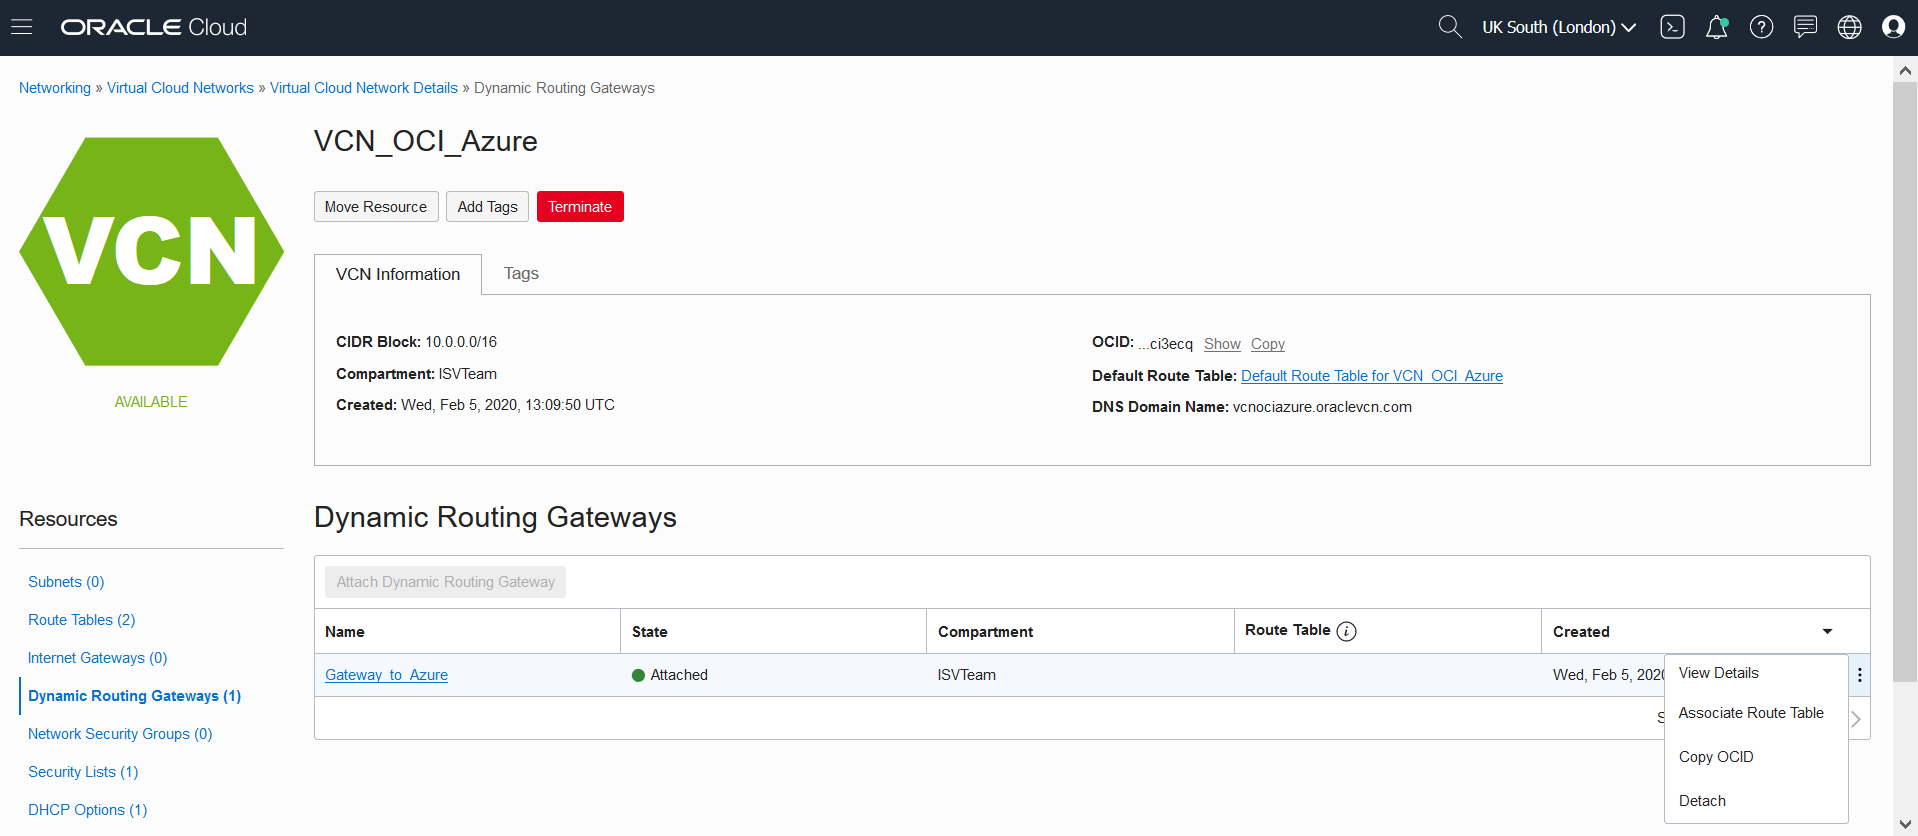 ORACLE Cloud
UK South (London)
Networking » Virtual Cloud Networks » Virtual Cloud Network Details » Dynamic Routing Gateways
VCN
AVAILABLE
VCN_OCI_Azure
Move Resource Add Tags Terminate
VCN Information Tags
CIDR Block: 10.0.0.0/16
Compartment: ISVTeam
Created: Wed, Feb 5, 2020, 13:09:50 UTC
OCID: ...ci3ecq Show Copy
Default Route Table: Default Route Table for VCN_OCI_Azure
DNS Domain Name: vcnociazure.oraclevcn.com
Resources
Subnets (0)
Route Tables (2)
Internet Gateways (0)
Dynamic Routing Gateways (1)
Network Security Groups (0)
Security Lists (1)
DHCP Options (1)
Dynamic Routing Gateways
Attach Dynamic Routing Gateway
Name State Compartment Route Table Created
Gateway_to_Azure Attached ISVTeam Wed, Feb 5, 2020
View Details
Associate Route Table
Copy OCID
Detach